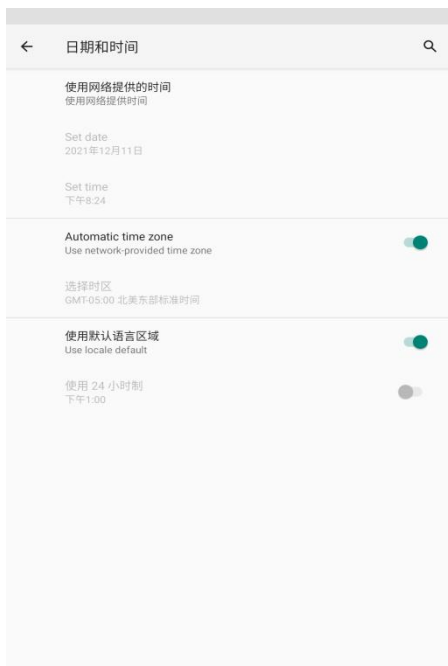 日期和时间
使用网络提供的时间
使用网络提供时间
Set date
2021年12月11日
Set time
下午8:24
Automatic time zone
Use network-provided time zone
选择时区
GMT-05:00 北美东部标准时间
使用默认语言区域
Use locale default
使用 24 小时制
下午1:00